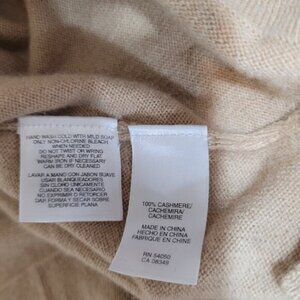 HAND WASH COLD WITH MILD SOAP
ONLY NON-CHLORINE BLEACH
WHEN NEEDED
DO NOT TWIST OR WRING
RESHAPE AND DRY FLAT
WARM IRON IF NECESSARY
CAN BE DRY CLEANED
LAVAR A MANO CON JABON SUAVE
USAR BLANQUEADORES
SIN CLORO UNICAMENTE
CUANDO SEA NECESARIO
NO EXPRIMIR O RETORCER
DAR FORMA Y SECAR SOBRE
SUPERFICIE PLANA
100% CASHMERE/
CACHEMIRA/
CACHEMIRE
MADE IN CHINA
HECHO EN CHINA
FABRIQUE EN CHINE
RN 54050
CA 08349